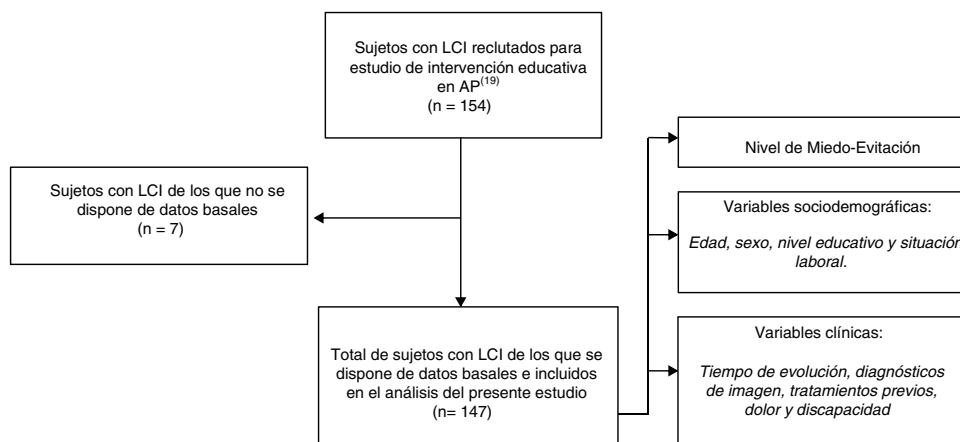 Sujetos con LCI reclutados para
estudio de intervención educativa
en AP(19)
(n = 154)
Sujetos con LCI de los que no se
dispone de datos basales
(n = 7)
Total de sujetos con LCI de los que se
dispone de datos basales e incluidos
en el análisis del presente estudio
(n= 147)
Nivel de Miedo-Evitación
Variables sociodemográficas:
Edad, sexo, nivel educativo y situación
laboral.
Variables clínicas:
Tiempo de evolución, diagnósticos
de imagen, tratamientos previos,
dolor y discapacidad